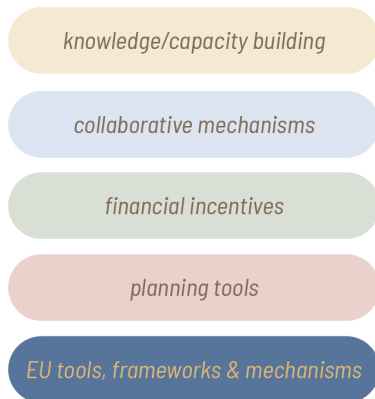 knowledge/capacity building
collaborative mechanisms
financial incentives
planning tools
EU tools, frameworks & mechanisms